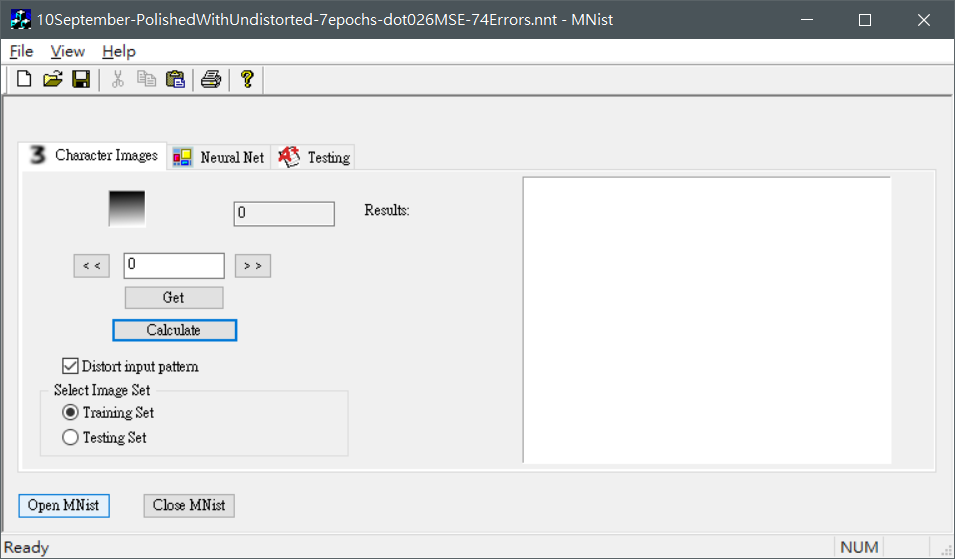 10September-PolishedWithUndistorted-7epochs-dot026MSE-74Errors.nnt - MNist
File View Help
3 Character Images Neural Net Testing
0 Results:
< < 0 > >
Get
Calculate
Distort input pattern
Select Image Set
Training Set
Testing Set
Open MNist Close MNist
Ready NUM